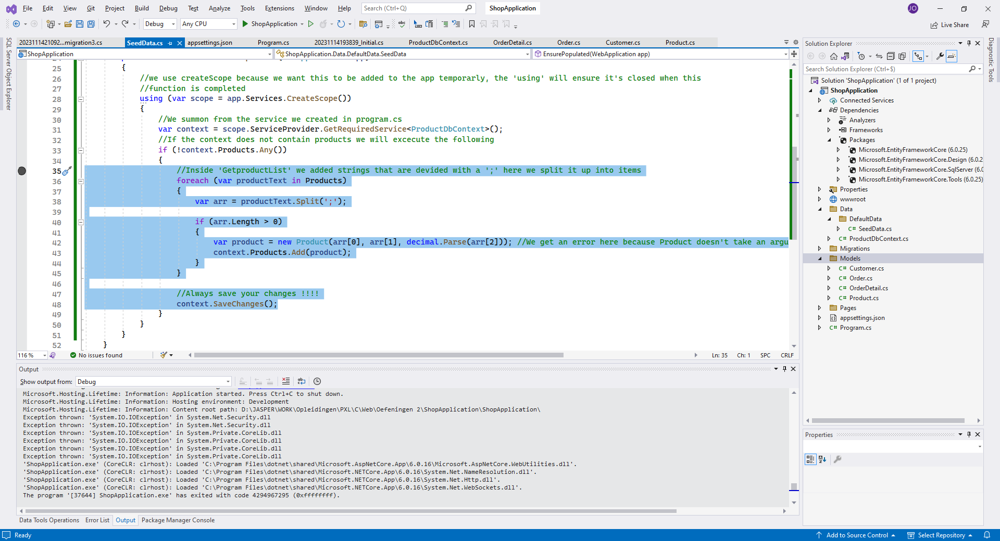 File Edit View Git Project Build Debug Test Analyze Tools Extensions Window Help Search (Ctrl+Q) ShopApplication JO
Debug Any CPU ShopApplication Live Share
2023111421092...migration3.cs SeedData.cs appsettings.json Program.cs 20231114193839_Initial.cs ProductDbContext.cs OrderDetail.cs Order.cs Customer.cs Product.cs
ShopApplication ShopApplication.Data.DefaultData.SeedData EnsurePopulated(WebApplication app)
SQL Server Object Explorer
25 {
26 //we use createScope because we want this to be added to the app temporarly, the 'using' will ensure it's closed when this
27 //function is completed
28 using (var scope = app.Services.CreateScope())
29 {
30 //We summon from the service we created in program.cs
31 var context = scope.ServiceProvider.GetRequiredService<ProductDbContext>();
32 //If the context does not contain products we will excecute the following
33 if (!context.Products.Any())
34 {
35 //Inside 'GetproductList' we added strings that are devided with a ';' here we split it up into items
36 foreach (var productText in Products)
37 {
38 var arr = productText.Split(';');
39
40 if (arr.Length > 0)
41 {
42 var product = new Product(arr[0], arr[1], decimal.Parse(arr[2])); //We get an error here because Product doesn't take an argu
43 context.Products.Add(product);
44 }
45 }
46
47 //Always save your changes !!!!
48 context.SaveChanges();
49 }
50 }
51 }
52 }
116 % No issues found Ln: 35 Ch: 1 SPC CRLF
Output
Show output from: Debug
Microsoft.Hosting.Lifetime: Information: Application started. Press Ctrl+C to shut down.
Microsoft.Hosting.Lifetime: Information: Hosting environment: Development
Microsoft.Hosting.Lifetime: Information: Content root path: D:\JASPER\WORK\Opleidingen\PXL\C\Web\Oefeningen 2\ShopApplication\ShopApplication\
Exception thrown: 'System.IO.IOException' in System.Net.Security.dll
Exception thrown: 'System.IO.IOException' in System.Net.Security.dll
Exception thrown: 'System.IO.IOException' in System.Private.CoreLib.dll
Exception thrown: 'System.IO.IOException' in System.Private.CoreLib.dll
Exception thrown: 'System.IO.IOException' in System.Private.CoreLib.dll
Exception thrown: 'System.IO.IOException' in System.Private.CoreLib.dll
'ShopApplication.exe' (CoreCLR: clrhost): Loaded 'C:\Program Files\dotnet\shared\Microsoft.AspNetCore.App\6.0.16\Microsoft.AspNetCore.WebUtilities.dll'.
'ShopApplication.exe' (CoreCLR: clrhost): Loaded 'C:\Program Files\dotnet\shared\Microsoft.NETCore.App\6.0.16\System.Net.NameResolution.dll'.
'ShopApplication.exe' (CoreCLR: clrhost): Loaded 'C:\Program Files\dotnet\shared\Microsoft.NETCore.App\6.0.16\System.Net.Http.dll'.
'ShopApplication.exe' (CoreCLR: clrhost): Loaded 'C:\Program Files\dotnet\shared\Microsoft.NETCore.App\6.0.16\System.Net.WebSockets.dll'.
The program '[37644] ShopApplication.exe' has exited with code 4294967295 (0xffffffff).
Data Tools Operations Error List Output Package Manager Console
Solution Explorer
Search Solution Explorer (Ctrl+$)
Solution 'ShopApplication' (1 of 1 project)
ShopApplication
Connected Services
Dependencies
Analyzers
Frameworks
Packages
Microsoft.EntityFrameworkCore (6.0.25)
Microsoft.EntityFrameworkCore.Design (6.0.2
Microsoft.EntityFrameworkCore.SqlServer (6.0
Microsoft.EntityFrameworkCore.Tools (6.0.25)
Properties
wwwroot
Data
DefaultData
C# SeedData.cs
C# ProductDbContext.cs
Migrations
Models
C# Customer.cs
C# Order.cs
C# OrderDetail.cs
C# Product.cs
Pages
appsettings.json
C# Program.cs
Properties
Diagnostic Tools
Ready Add to Source Control Select Repository